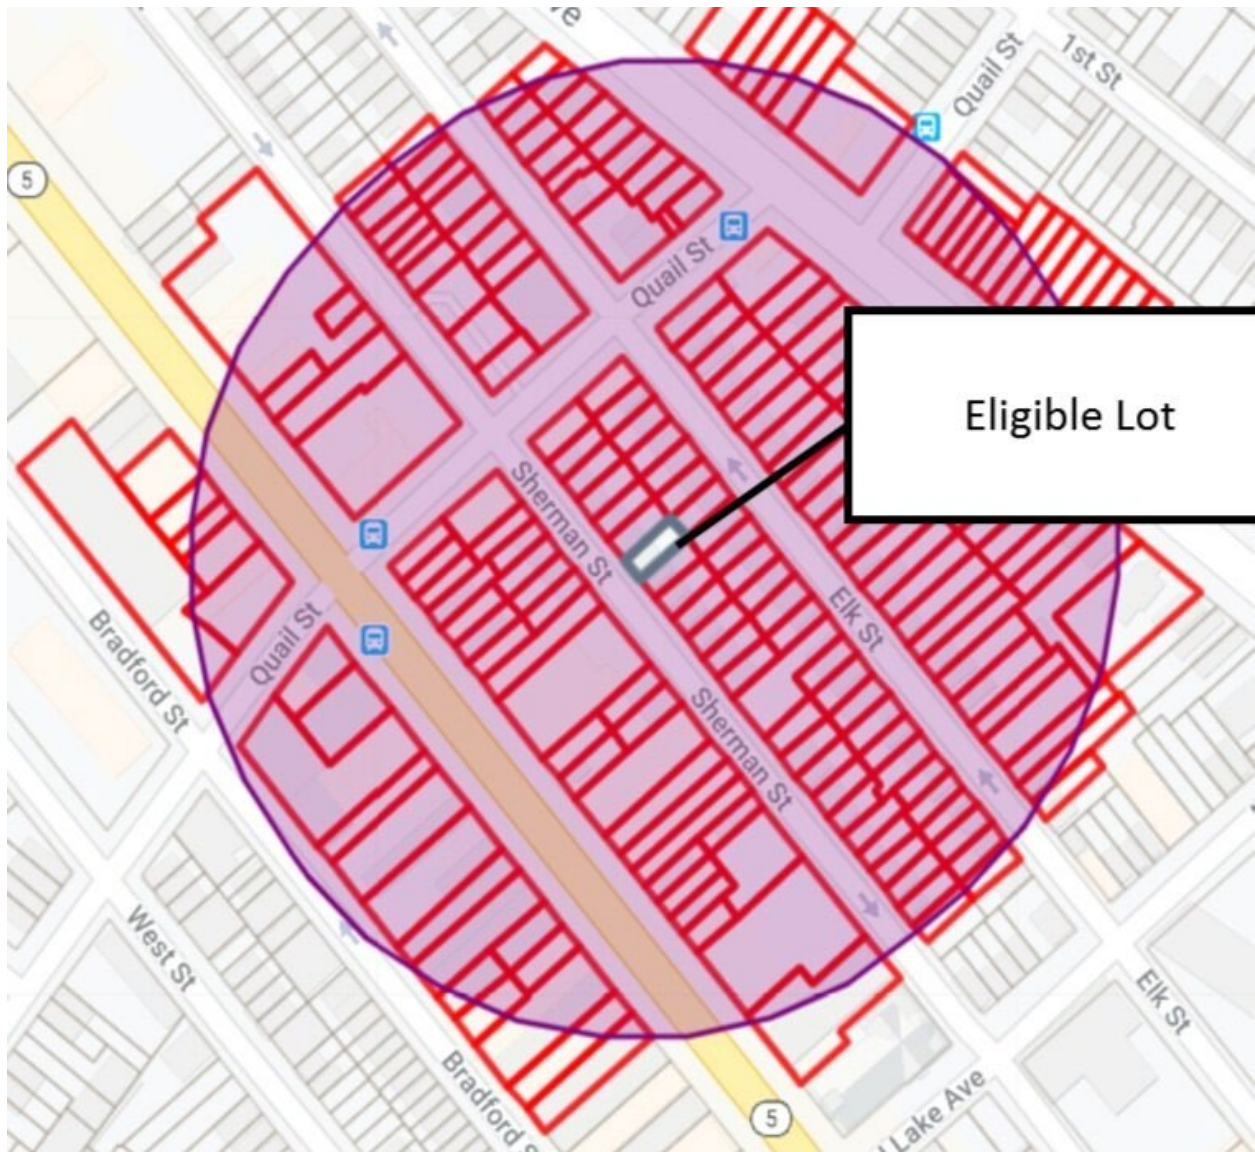 ve
1st St
Quail St
5
Quail St
Eligible Lot
Sherman St
Elk St
Quail St
Bradford St
Sherman St
West St
Elk St
Bradford S
Lake Ave
5